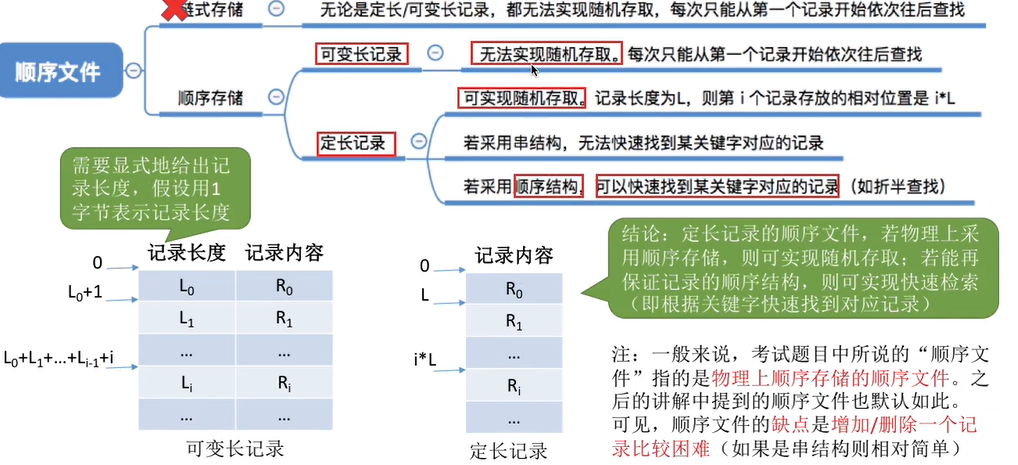 链式存储
无论是定长/可变长记录，都无法实现随机存取，每次只能从第一个记录开始依次往后查找
顺序文件
可变长记录
无法实现随机存取。每次只能从第一个记录开始依次往后查找
顺序存储
可实现随机存取。记录长度为L，则第 i 个记录存放的相对位置是 i*L
定长记录
若采用串结构，无法快速找到某关键字对应的记录
若采用顺序结构，可以快速找到某关键字对应的记录（如折半查找）
需要显式地给出记
录长度，假设用1
字节表示记录长度
记录长度 记录内容
0
L₀ R₀
L₀+1
L₁ R₁
... ...
L₀+L₁+...+Lᵢ₋₁+i
Lᵢ Rᵢ
... ...
可变长记录
记录内容
0
R₀
L
R₁
...
i*L
Rᵢ
...
定长记录
结论：定长记录的顺序文件，若物理上采
用顺序存储，则可实现随机存取；若能再
保证记录的顺序结构，则可实现快速检索
（即根据关键字快速找到对应记录）
注：一般来说，考试题目中所说的“顺序文
件”指的是物理上顺序存储的顺序文件。之
后的讲解中提到的顺序文件也默认如此。
可见，顺序文件的缺点是增加/删除一个记
录比较困难（如果是串结构则相对简单）